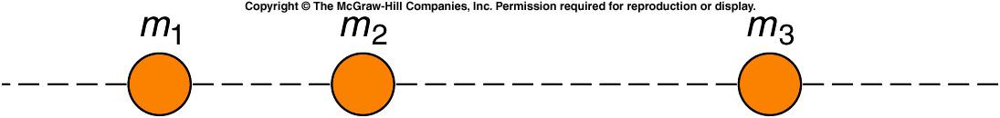 Copyright © The McGraw-Hill Companies, Inc. Permission required for reproduction or display.
m₁ m₂ m₃